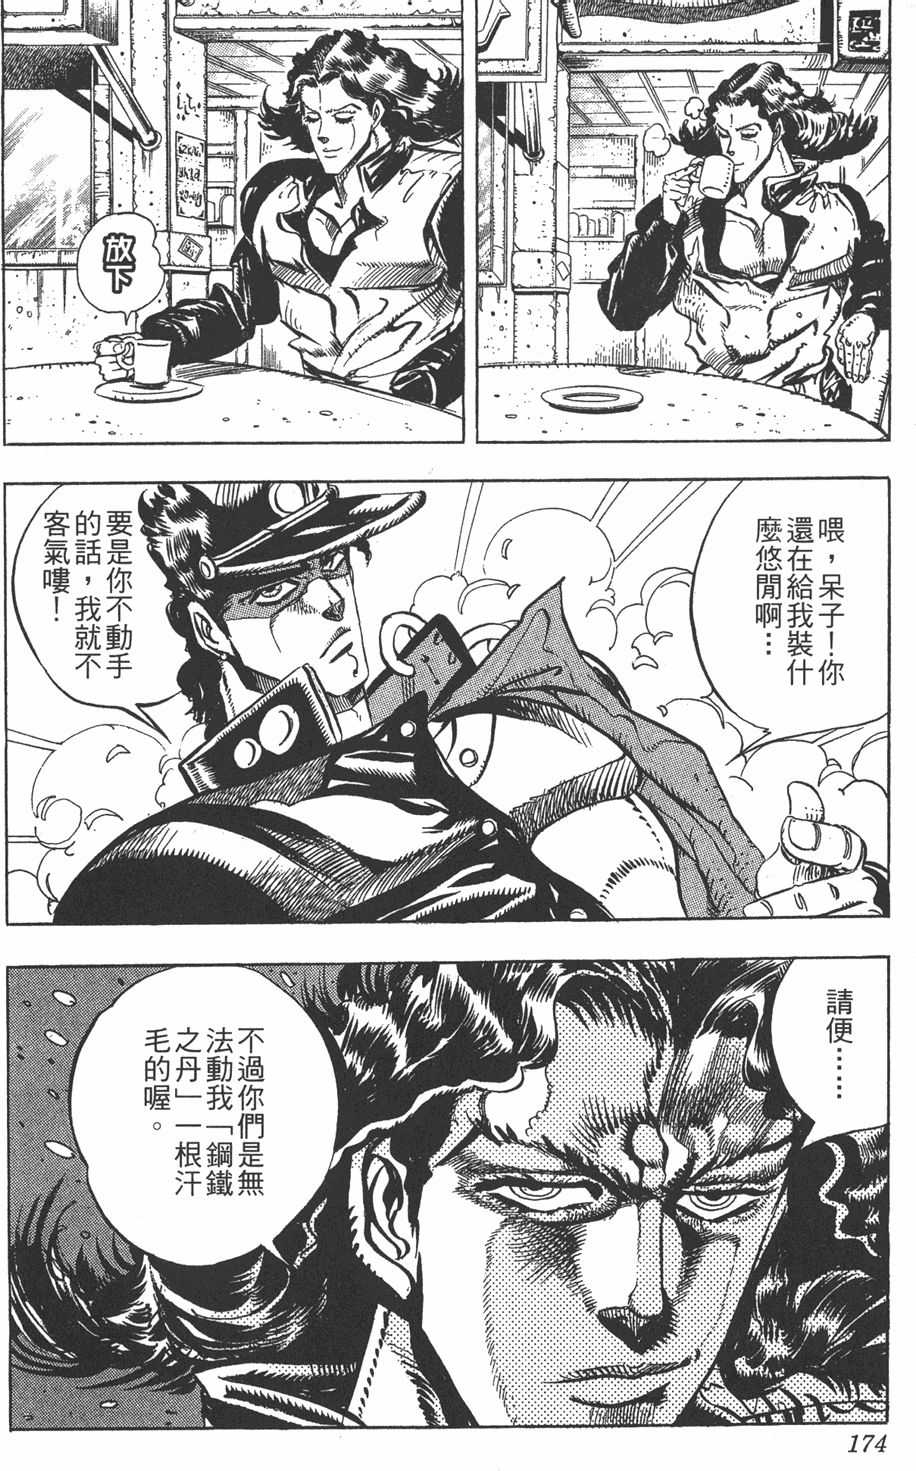 放下
喂，呆子！你
還在給我裝什
麼悠閒啊…
要是你不動手
的話，我就不
客氣嘍！
請便……
不過你們是無
法動我「鋼鐵
之丹」一根汗
毛的喔。
174